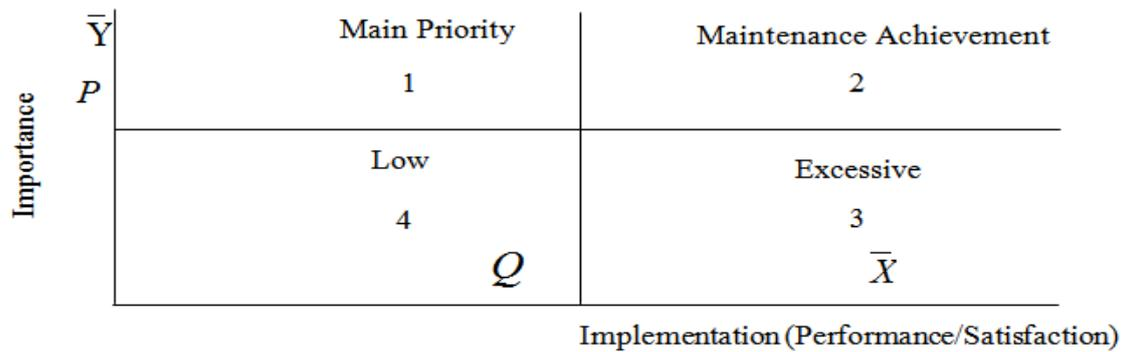 Y̅
Main Priority
Maintenance Achievement
P
1
2
Importance
Low
Excessive
4
3
Q
X̅
Implementation (Performance/Satisfaction)